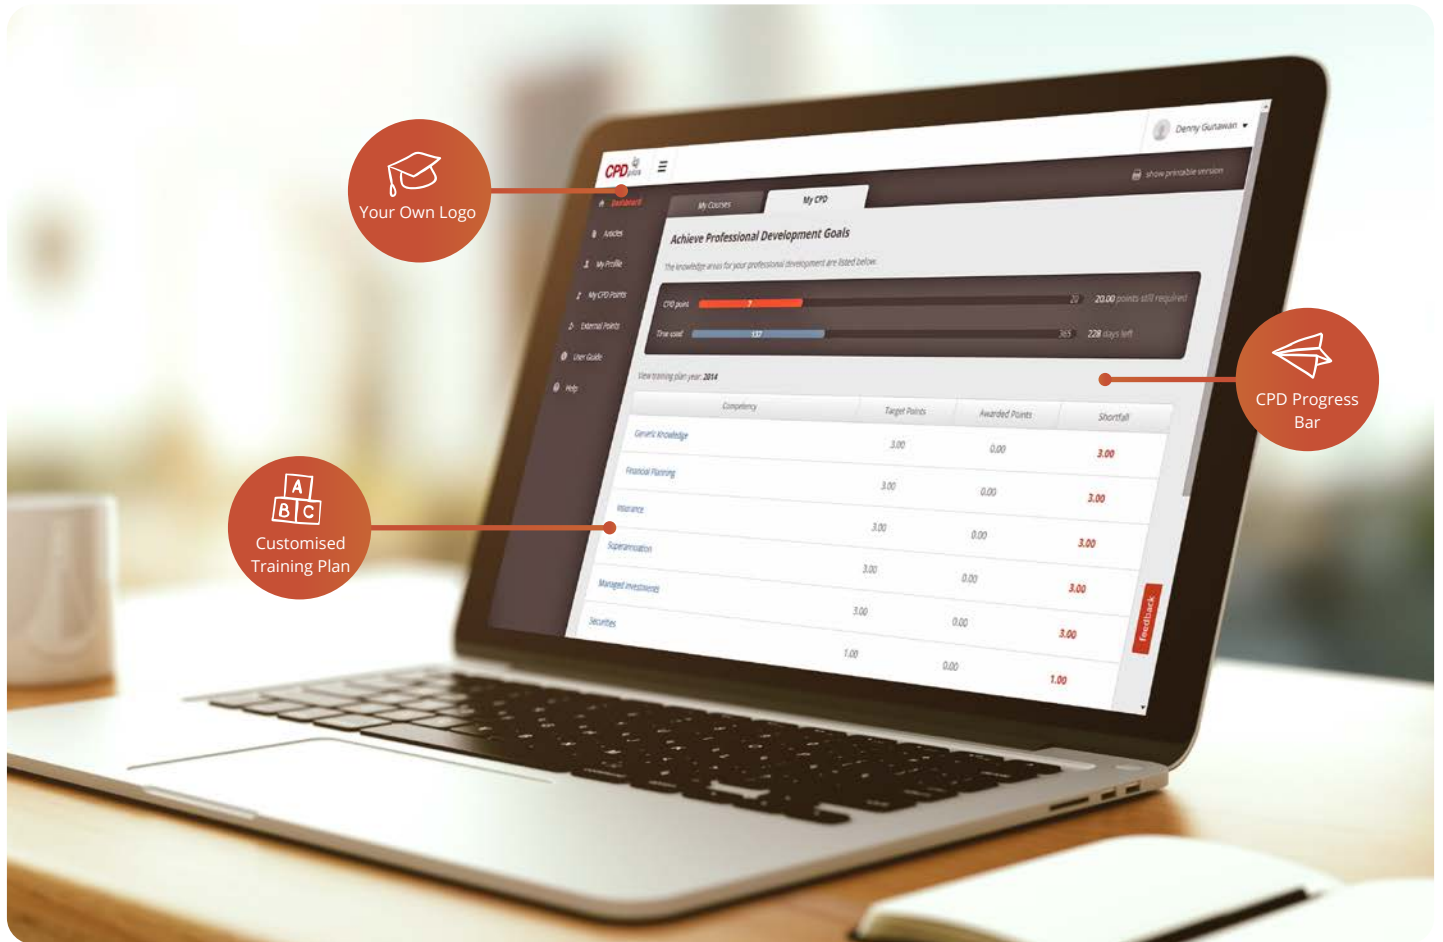 Your Own Logo
Customised
Training Plan
A
B C
CPD Progress
Bar
CPD
plus
Denny Gunawan
show printable version
Dashboard
Articles
My Profile
My CPD Points
External Points
User Guide
Help
My Courses
My CPD
Achieve Professional Development Goals
The knowledge areas for your professional development are listed below.
CPD point 7 20 20.00 points still required
Time used 137 365 228 days left
View training plan year: 2014
Competency Target Points Awarded Points Shortfall
Generic Knowledge 3.00 0.00 3.00
Financial Planning 3.00 0.00 3.00
Insurance 3.00 0.00 3.00
Superannuation 3.00 0.00 3.00
Managed Investments 3.00 0.00 3.00
Securities 1.00 0.00 1.00
feedback